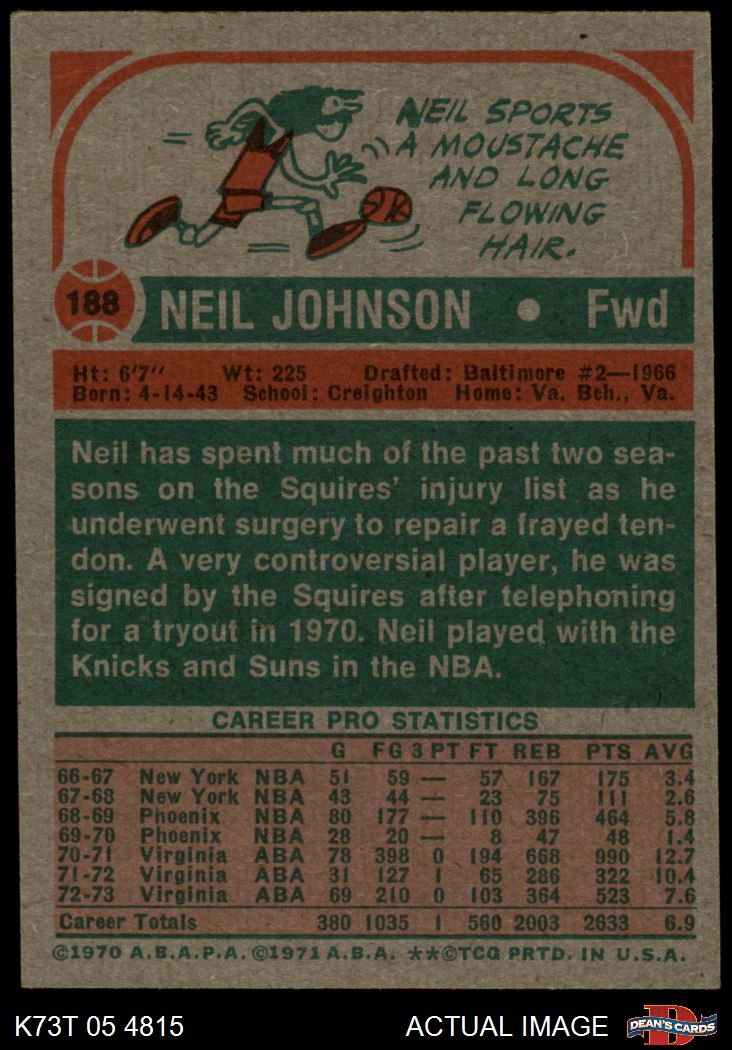 NEIL SPORTS
A MOUSTACHE
AND LONG
FLOWING
HAIR.
188 NEIL JOHNSON • Fwd
Ht: 6'7" Wt: 225 Drafted: Baltimore #2—1966
Born: 4-14-43 School: Creighton Home: Va. Bch., Va.
Neil has spent much of the past two sea-
sons on the Squires' injury list as he
underwent surgery to repair a frayed ten-
don. A very controversial player, he was
signed by the Squires after telephoning
for a tryout in 1970. Neil played with the
Knicks and Suns in the NBA.
CAREER PRO STATISTICS
G FG 3 PT FT REB PTS AVG
66-67 New York NBA 51 59 — 57 167 175 3.4
67-68 New York NBA 43 44 — 23 75 111 2.6
68-69 Phoenix NBA 80 177 — 110 396 464 5.8
69-70 Phoenix NBA 28 20 — 8 47 48 1.4
70-71 Virginia ABA 78 398 0 194 668 990 12.7
71-72 Virginia ABA 31 127 1 65 286 322 10.4
72-73 Virginia ABA 69 210 0 103 364 523 7.6
Career Totals 380 1035 1 560 2003 2633 6.9
©1970 A.B.A.P.A. ©1971 A.B.A. **©TCG PRTD. IN U.S.A.
K73T 05 4815 ACTUAL IMAGE DEAN'S CARDS